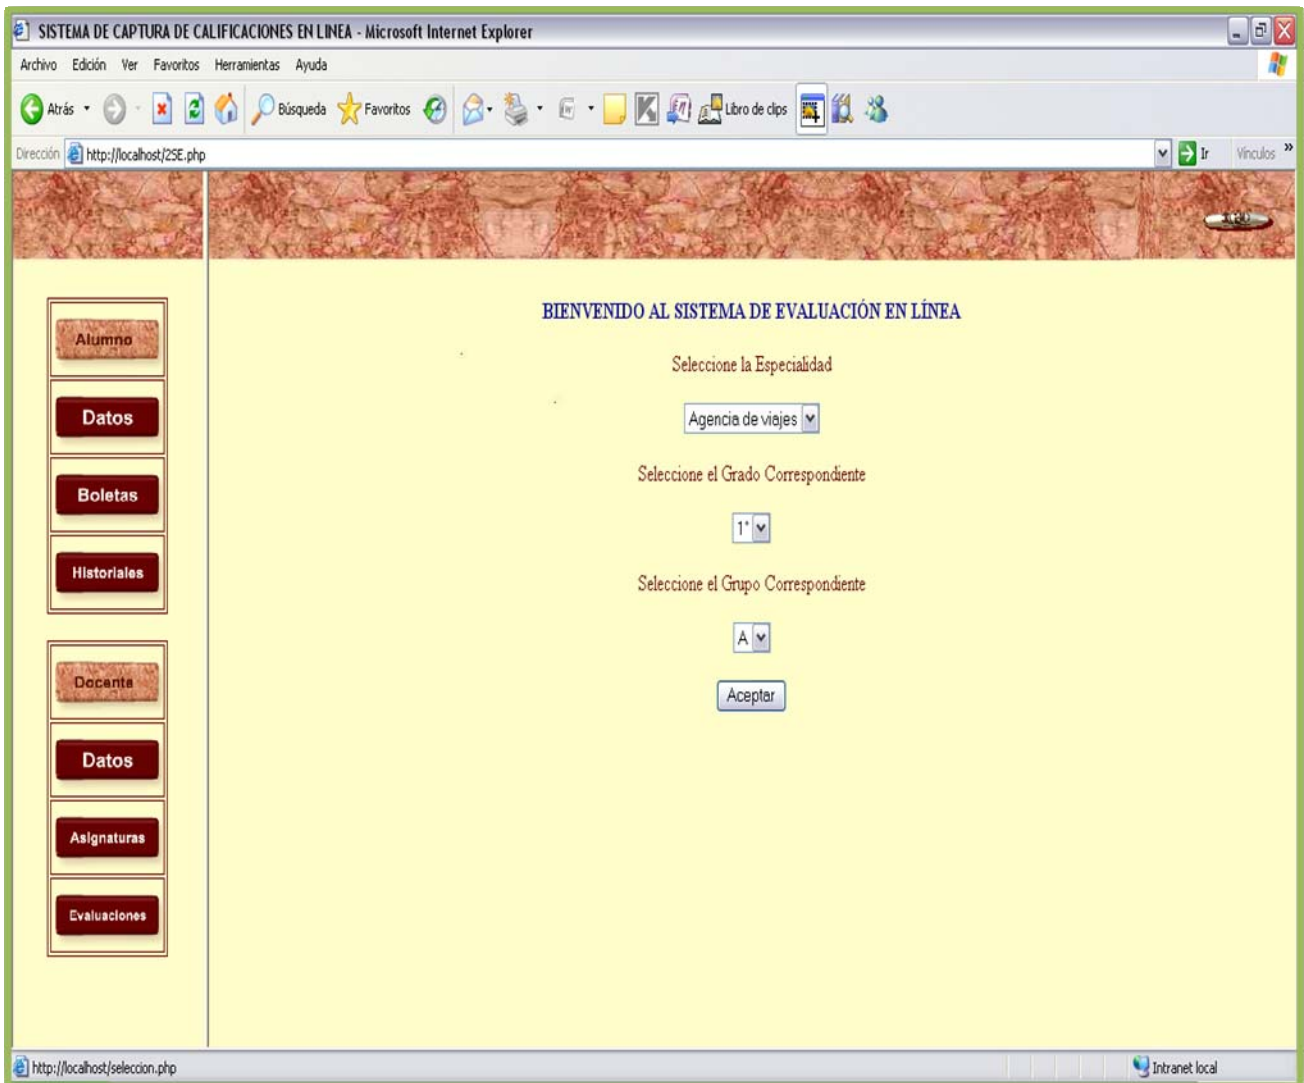 SISTEMA DE CAPTURA DE CALIFICACIONES EN LINEA - Microsoft Internet Explorer
Archivo Edición Ver Favoritos Herramientas Ayuda
Atrás Búsqueda Favoritos Libro de clips
Dirección http://localhost/2SE.php Ir Vínculos »
BIENVENIDO AL SISTEMA DE EVALUACIÓN EN LÍNEA
Seleccione la Especialidad
Agencia de viajes
Seleccione el Grado Correspondiente
1°
Seleccione el Grupo Correspondiente
A
Aceptar
Alumno
Datos
Boletas
Historiales
Docente
Datos
Asignaturas
Evaluaciones
http://localhost/seleccion.php Intranet local